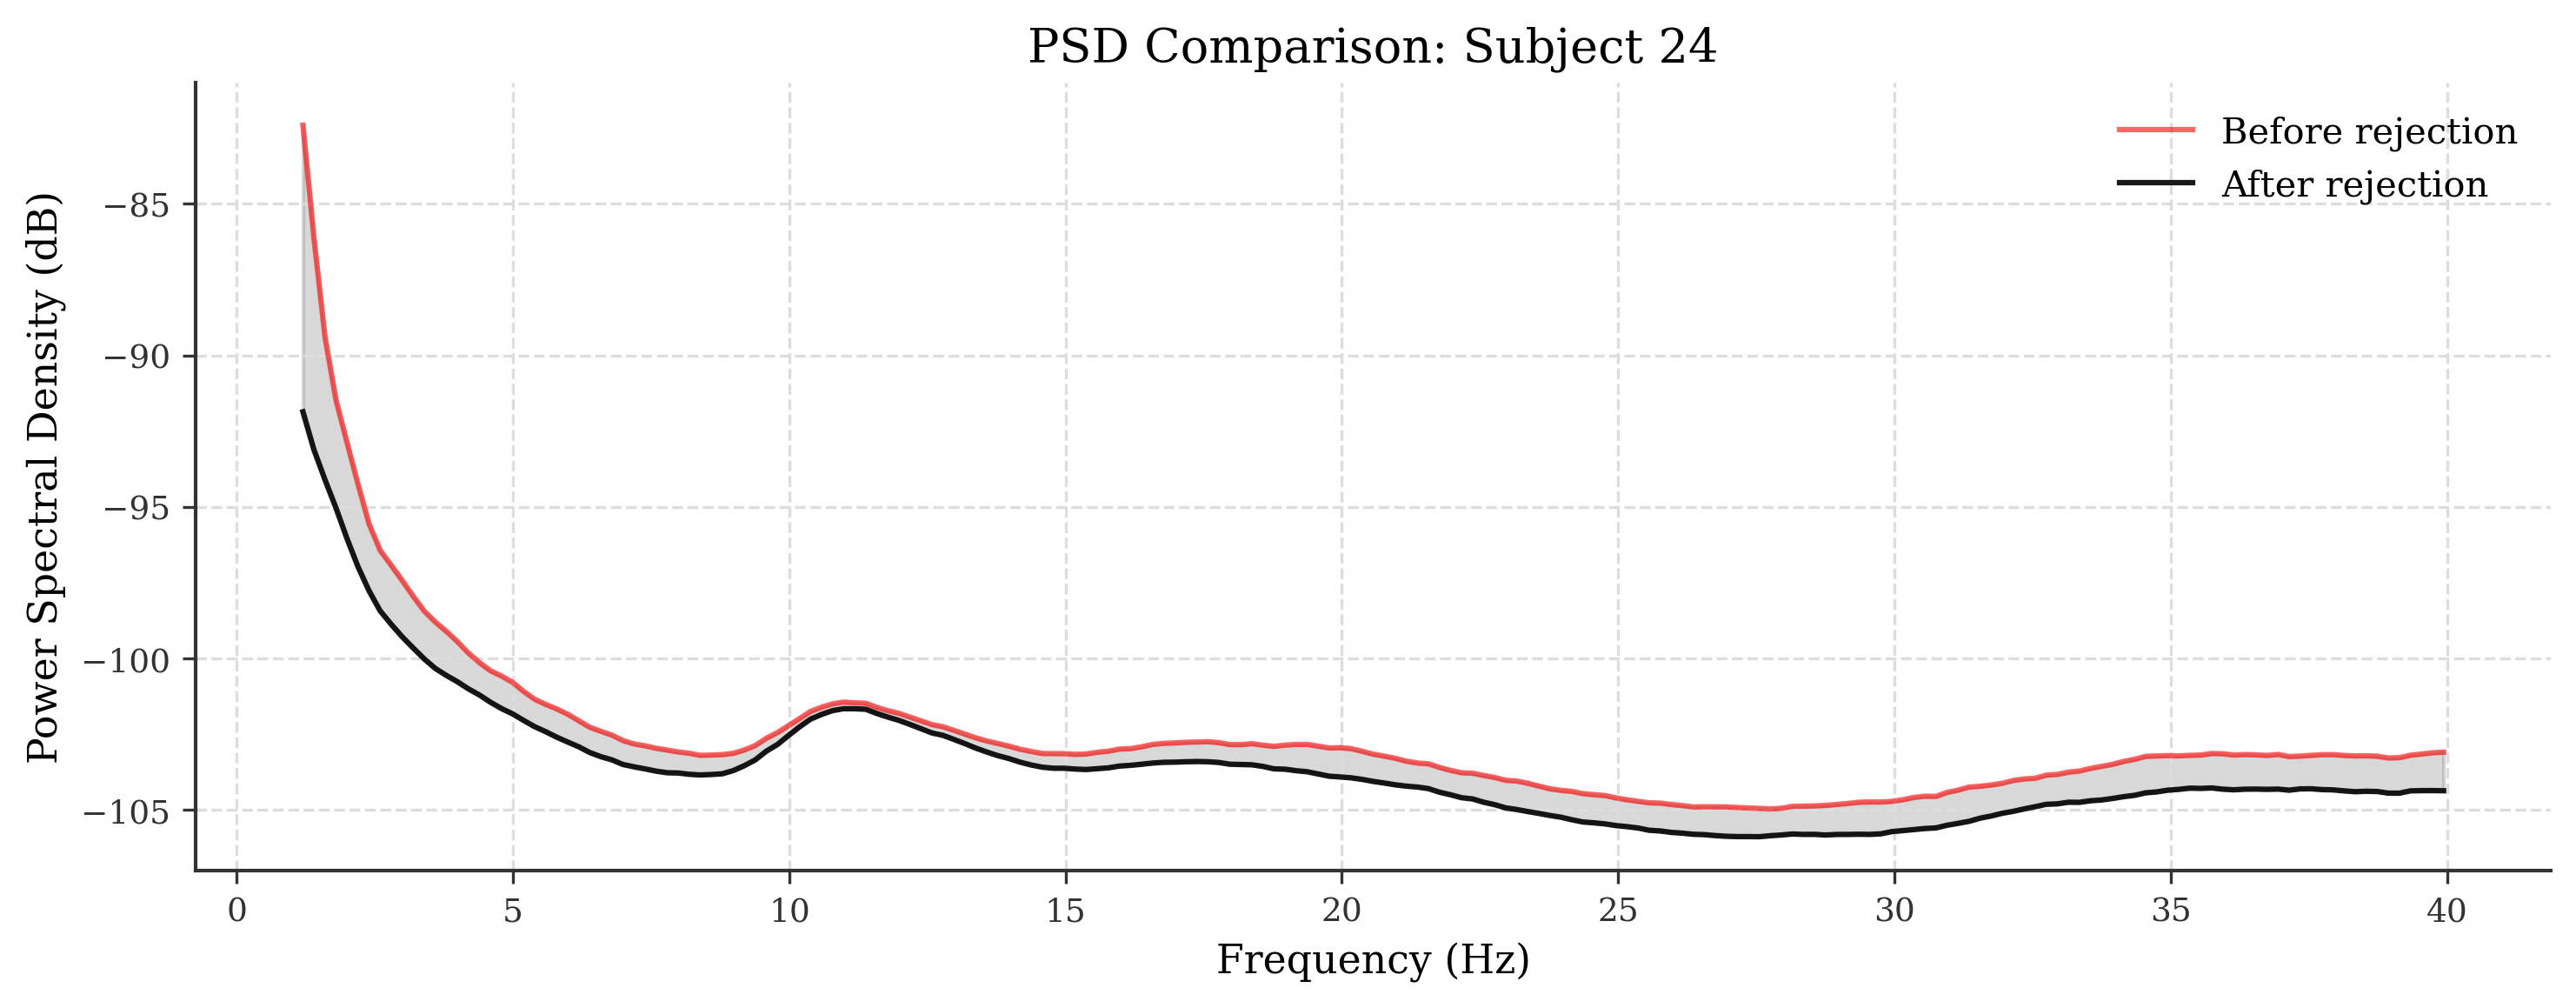 PSD Comparison: Subject 24
Before rejection
After rejection
Power Spectral Density (dB)
−85
−90
−95
−100
−105
0 5 10 15 20 25 30 35 40
Frequency (Hz)